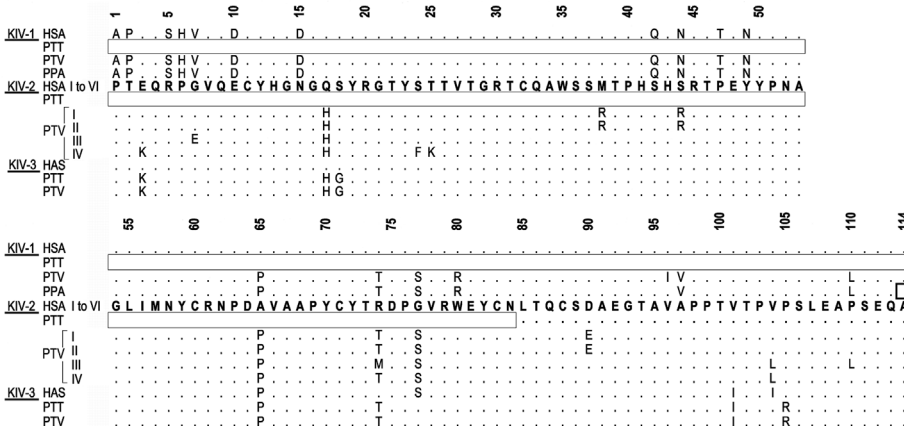 1 5 10 15 20 25 30 35 40 45 50
KIV-1 HSA A P . . S H V . . D . . . . D . . . . . . . . . . . . . . . . . . . . . . . . . . Q . N . . T . N . . . .
PTT
PTV A P . . S H V . . D . . . . D . . . . . . . . . . . . . . . . . . . . . . . . . . Q . N . . T . N . . . .
PPA A P . . S H V . . D . . . . D . . . . . . . . . . . . . . . . . . . . . . . . . . Q . N . . T . N . . . .
KIV-2 HSA I to VI P T E Q R P G V Q E C Y H G N G Q S Y R G T Y S T T V T G R T C Q A W S S M T P H S H S R T P E Y Y P N A
PTT
I . . . . . . . . . . . . . . . . H . . . . . . . . . . . . . . . . . . . . R . . . . . R . . . . . . . . .
PTV II . . . . . . . . . . . . . . . . H . . . . . . . . . . . . . . . . . . . . R . . . . . R . . . . . . . . .
III . . . . . . E . . . . . . . . . H . . . . . . . . . . . . . . . . . . . . . . . . . . . . . . . . . . . .
IV . . K . . . . . . . . . . . . . H . . . . . . F K . . . . . . . . . . . . . . . . . . . . . . . . . . . .
KIV-3 HAS . . . . . . . . . . . . . . . . . . . . . . . . . . . . . . . . . . . . . . . . . . . . . . . . . . . . .
PTT . . K . . . . . . . . . . . . . H G . . . . . . . . . . . . . . . . . . . . . . . . . . . . . . . . . . .
PTV . . K . . . . . . . . . . . . . H G . . . . . . . . . . . . . . . . . . . . . . . . . . . . . . . . . . .
55 60 65 70 75 80 85 90 95 100 105 110 114
KIV-1 HSA . . . . . . . . . . . . . . . . . . . . . . . . . . . . . . . . . . . . . . . . . . . . . . . . . . . . . . . . . . . . .
PTT
PTV . . . . . . . . . . . P . . . . . . . . T . . S . . R . . . . . . . . . . . . . . . I V . . . . . . . . . . . . . L . . .
PPA . . . . . . . . . . . P . . . . . . . . T . . S . . R . . . . . . . . . . . . . . . . V . . . . . . . . . . . . . L . . .
KIV-2 HSA I to VI G L I M N Y C R N P D A V A A P Y C Y T R D P G V R W E Y C N L T Q C S D A E G T A V A P P T V T P V P S L E A P S E Q A
PTT . . . . . . . . . . . . . . . . . . . . . . . . . . . . . .
I . . . . . . . . . . . P . . . . . . . . T . . S . . . . . . . . . . . . E . . . . . . . . . . . . . . . . . . . . . . . .
PTV II . . . . . . . . . . . P . . . . . . . . T . . S . . . . . . . . . . . . E . . . . . . . . . . . . . . . . . . . . . . . .
III . . . . . . . . . . . P . . . . . . . . M . . S . . . . . . . . . . . . . . . . . . . . . . . . . . L . . . . . . L . . .
IV . . . . . . . . . . . P . . . . . . . . T . . S . . . . . . . . . . . . . . . . . . . . . . . . . . L . . . . . . . . . .
KIV-3 HAS . . . . . . . . . . . P . . . . . . . . . . . S . . . . . . . . . . . . . . . . . . . . . . . I . . I . . . . . . . . . .
PTT . . . . . . . . . . . P . . . . . . . . T . . . . . . . . . . . . . . . . . . . . . . . . . . I . . . R . . . . . . . . .
PTV . . . . . . . . . . . P . . . . . . . . T . . . . . . . . . . . . . . . . . . . . . . . . . . I . . . R . . . . . . . . .